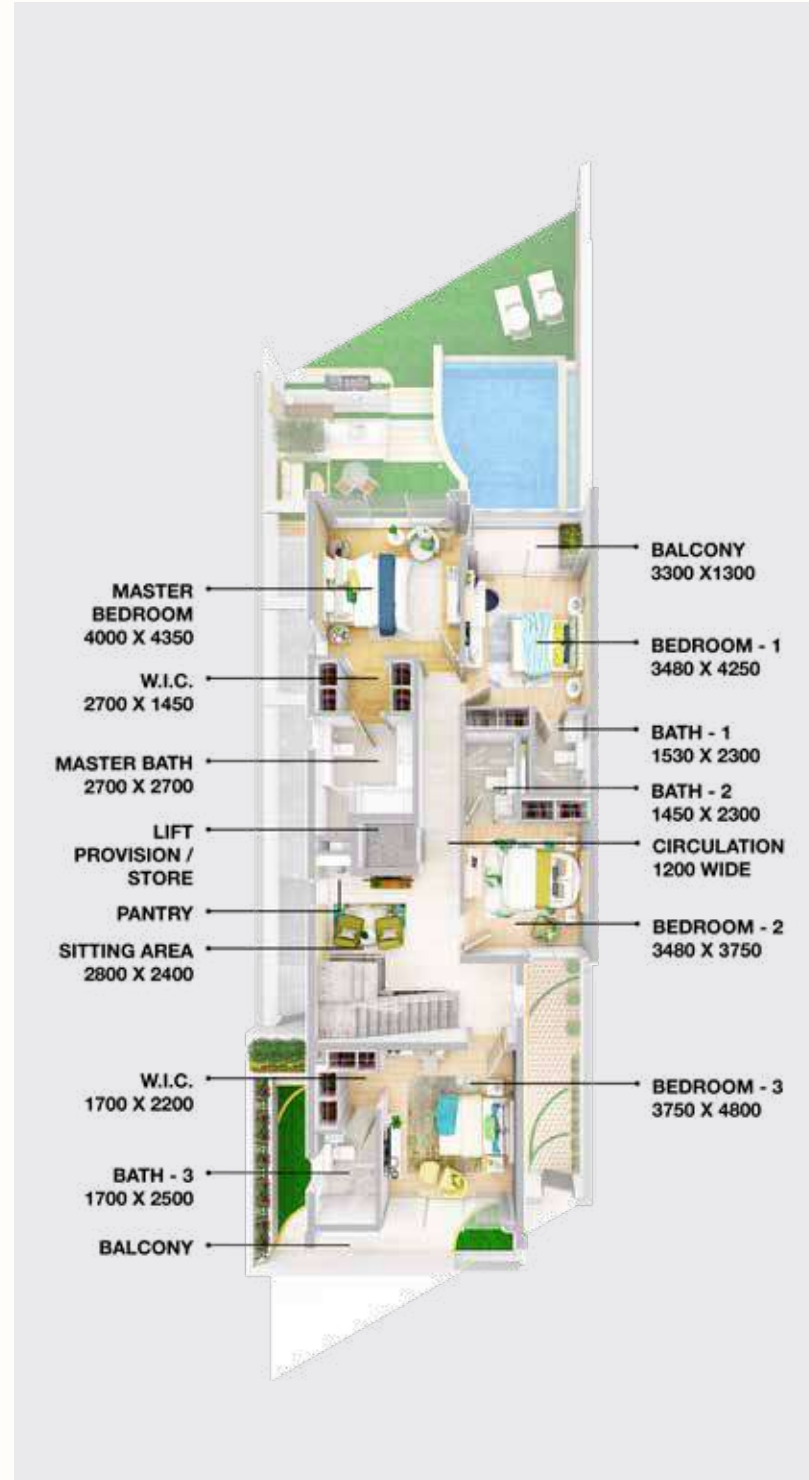 MASTER
BEDROOM
4000 X 4350
W.I.C.
2700 X 1450
MASTER BATH
2700 X 2700
LIFT
PROVISION /
STORE
PANTRY
SITTING AREA
2800 X 2400
W.I.C.
1700 X 2200
BATH - 3
1700 X 2500
BALCONY
BALCONY
3300 X1300
BEDROOM - 1
3480 X 4250
BATH - 1
1530 X 2300
BATH - 2
1450 X 2300
CIRCULATION
1200 WIDE
BEDROOM - 2
3480 X 3750
BEDROOM - 3
3750 X 4800